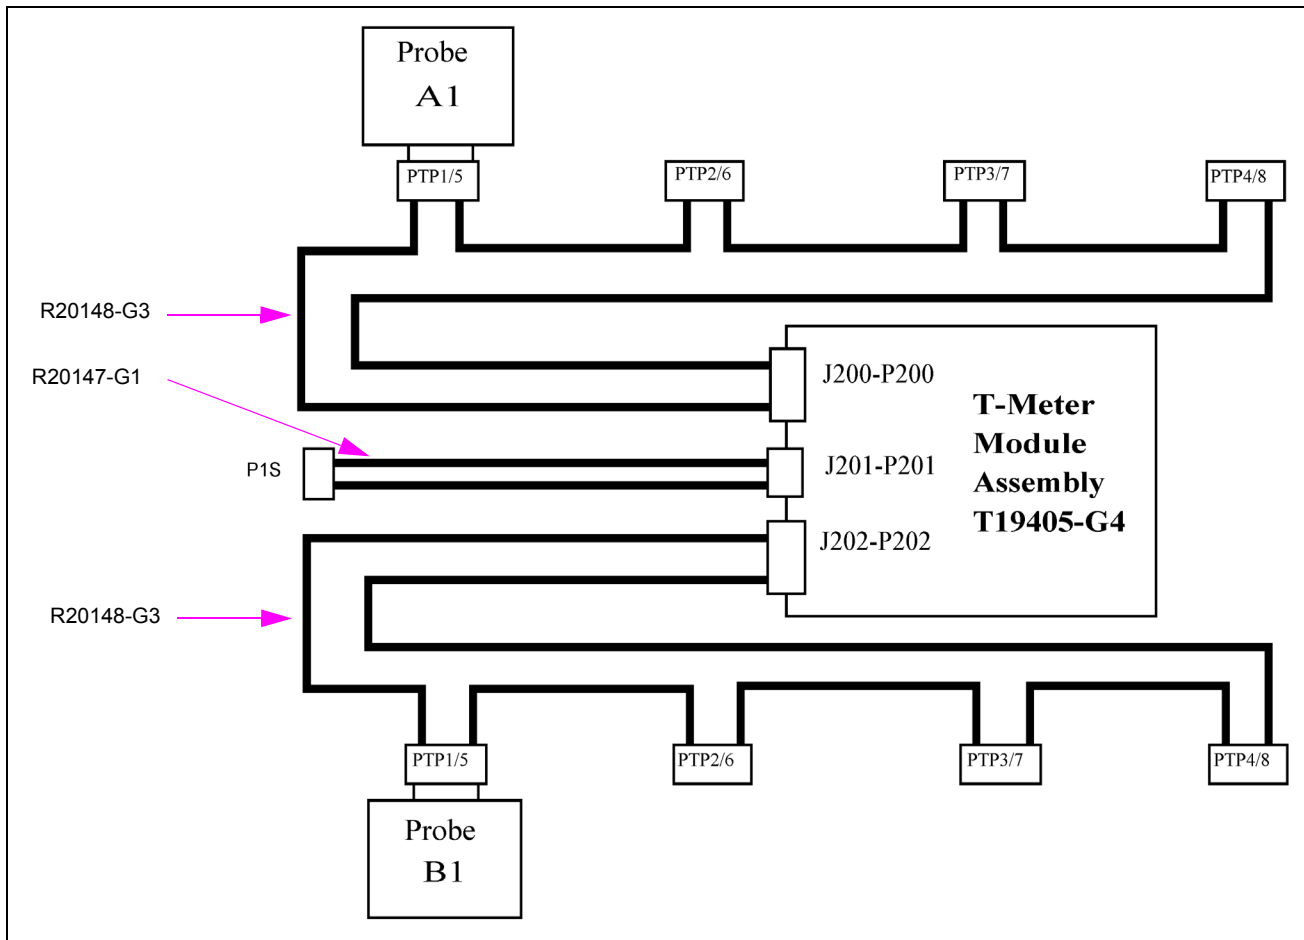 Probe
A1
PTP1/5
PTP2/6
PTP3/7
PTP4/8
R20148-G3
R20147-G1
J200-P200
T-Meter
Module
Assembly
T19405-G4
P1S
J201-P201
J202-P202
R20148-G3
PTP1/5
PTP2/6
PTP3/7
PTP4/8
Probe
B1